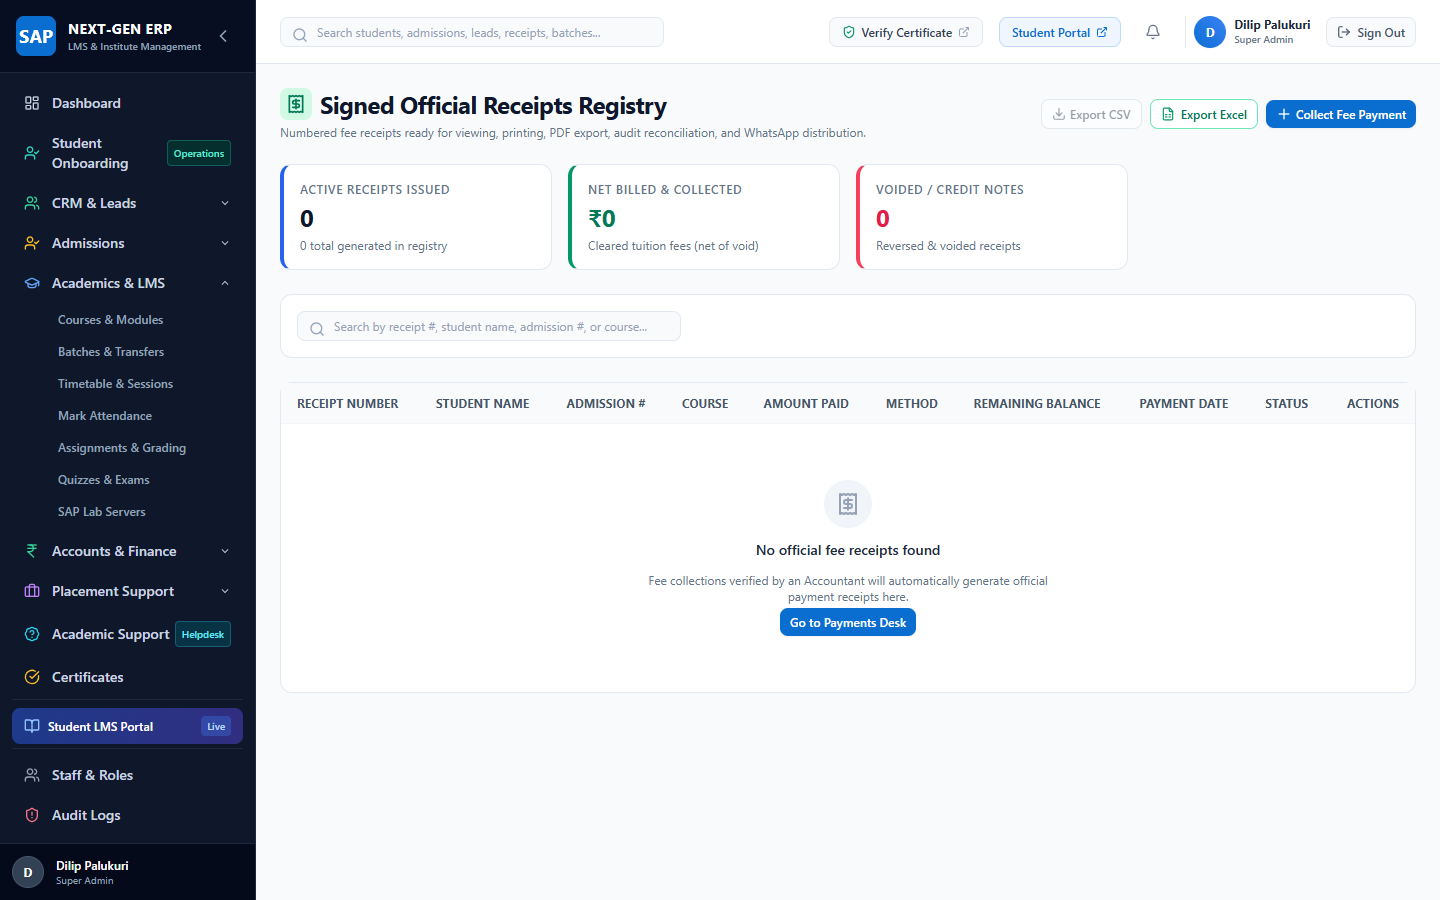 SAP
NEXT-GEN ERP
LMS & Institute Management
Search students, admissions, leads, receipts, batches...
Verify Certificate
Student Portal
D
Dilip Palukuri
Super Admin
Sign Out
Dashboard
Student
Onboarding
Operations
CRM & Leads
Admissions
Academics & LMS
Courses & Modules
Batches & Transfers
Timetable & Sessions
Mark Attendance
Assignments & Grading
Quizzes & Exams
SAP Lab Servers
Accounts & Finance
Placement Support
Academic Support
Helpdesk
Certificates
Student LMS Portal
Live
Staff & Roles
Audit Logs
D
Dilip Palukuri
Super Admin
Signed Official Receipts Registry
Numbered fee receipts ready for viewing, printing, PDF export, audit reconciliation, and WhatsApp distribution.
Export CSV
Export Excel
Collect Fee Payment
ACTIVE RECEIPTS ISSUED
0
0 total generated in registry
NET BILLED & COLLECTED
₹0
Cleared tuition fees (net of void)
VOIDED / CREDIT NOTES
0
Reversed & voided receipts
Search by receipt #, student name, admission #, or course...
RECEIPT NUMBER STUDENT NAME ADMISSION # COURSE AMOUNT PAID METHOD REMAINING BALANCE PAYMENT DATE STATUS ACTIONS
No official fee receipts found
Fee collections verified by an Accountant will automatically generate official
payment receipts here.
Go to Payments Desk